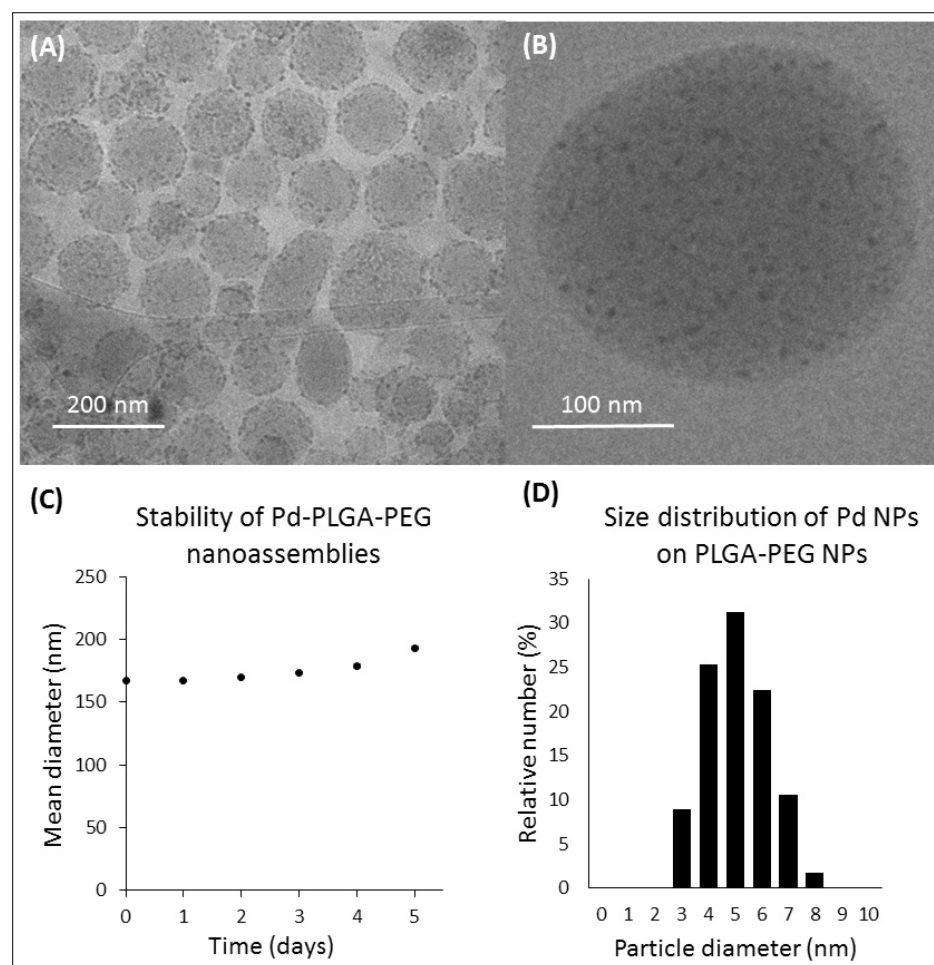 (A)
(B)
200 nm
100 nm
(C)
Stability of Pd-PLGA-PEG
nanoassemblies
Mean diameter (nm)
250
200
150
100
50
0
0 1 2 3 4 5
Time (days)
(D)
Size distribution of Pd NPs
on PLGA-PEG NPs
Relative number (%)
35
30
25
20
15
10
5
0
0 1 2 3 4 5 6 7 8 9 10
Particle diameter (nm)